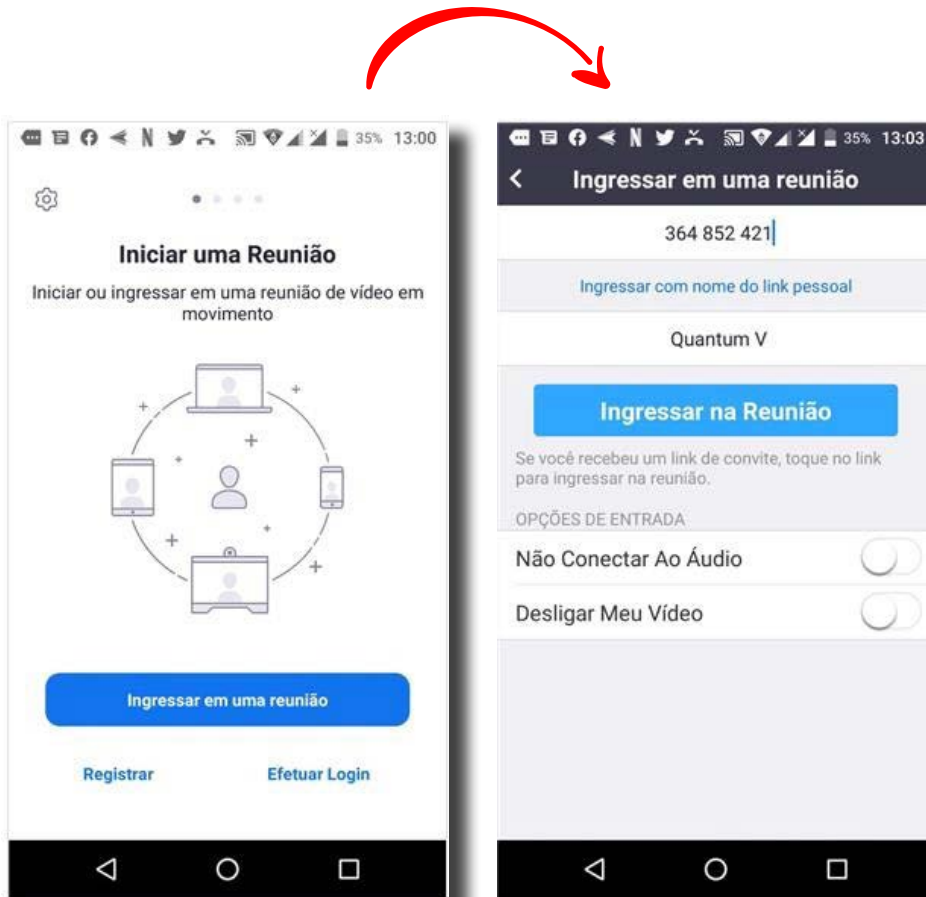 35% 13:00
Iniciar uma Reunião
Iniciar ou ingressar em uma reunião de vídeo em
movimento
Ingressar em uma reunião
Registrar Efetuar Login
35% 13:03
Ingressar em uma reunião
364 852 421
Ingressar com nome do link pessoal
Quantum V
Ingressar na Reunião
Se você recebeu um link de convite, toque no link
para ingressar na reunião.
OPÇÕES DE ENTRADA
Não Conectar Ao Áudio
Desligar Meu Vídeo